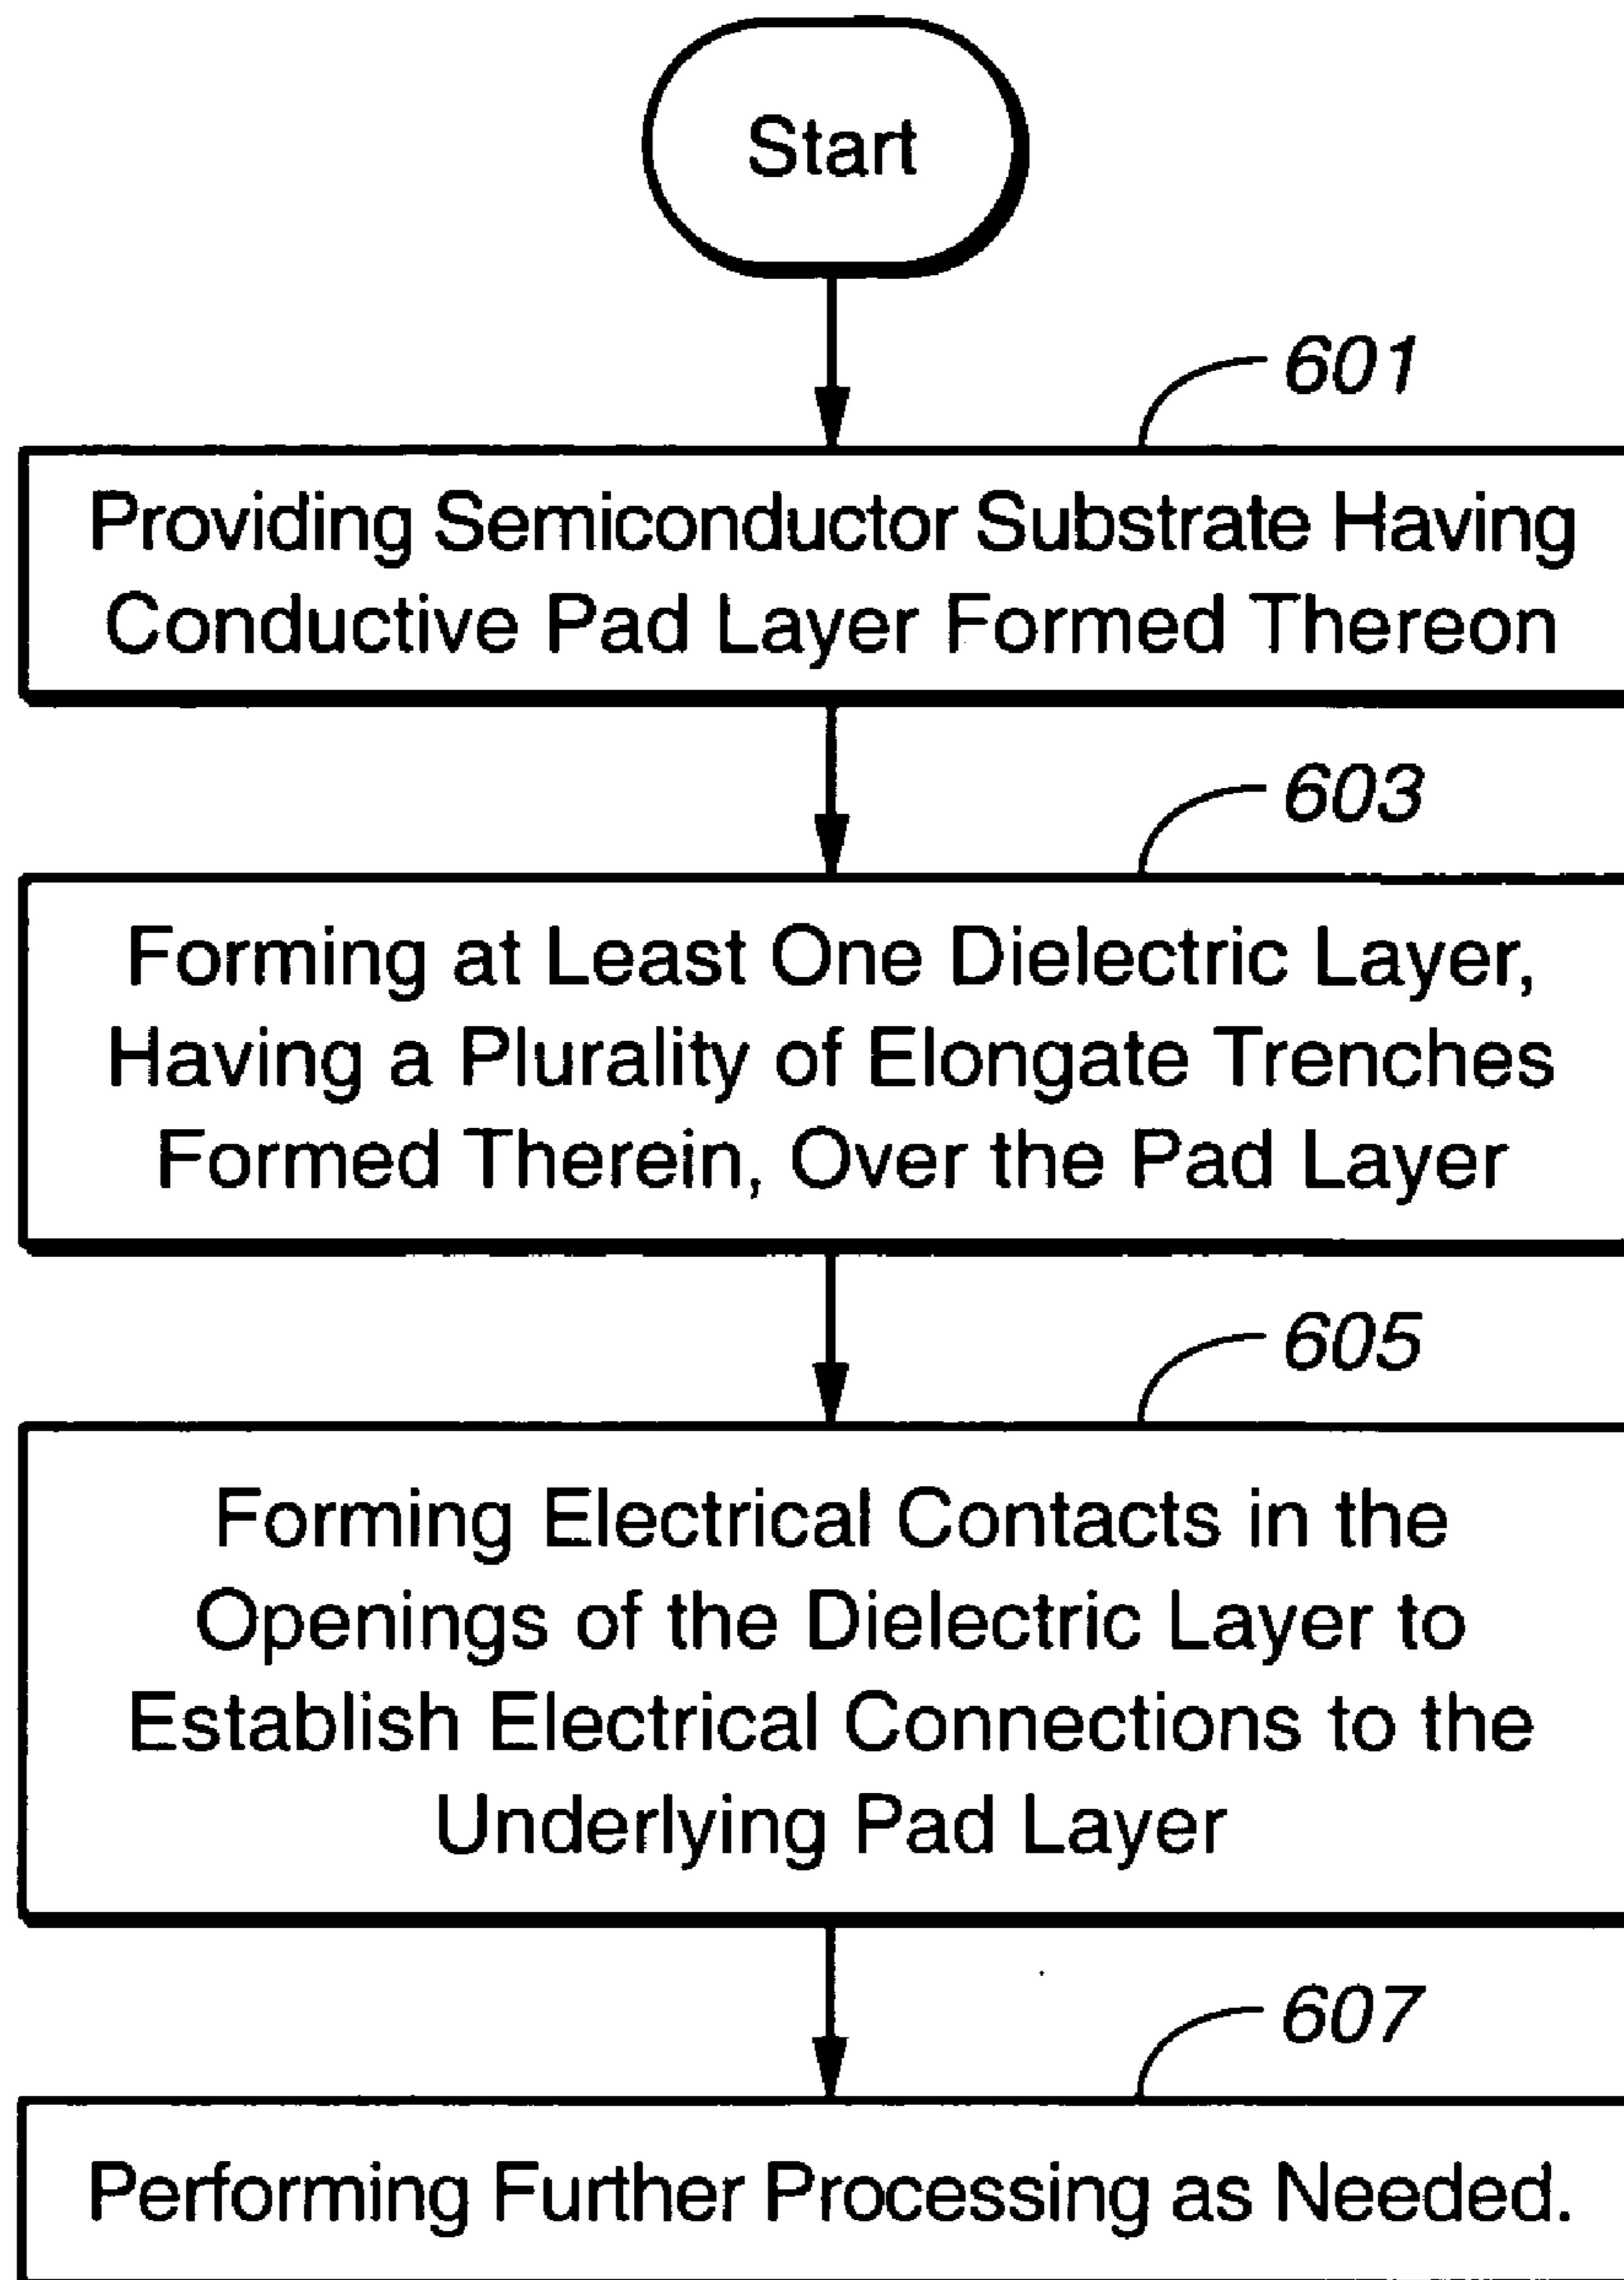 Start
601
Providing Semiconductor Substrate Having
Conductive Pad Layer Formed Thereon
603
Forming at Least One Dielectric Layer,
Having a Plurality of Elongate Trenches
Formed Therein, Over the Pad Layer
605
Forming Electrical Contacts in the
Openings of the Dielectric Layer to
Establish Electrical Connections to the
Underlying Pad Layer
607
Performing Further Processing as Needed.